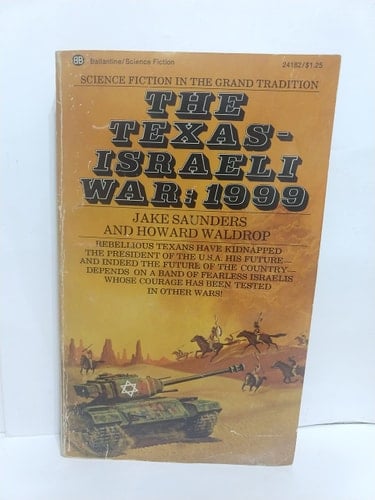 BB Ballantine/Science Fiction 24182/$1.25
SCIENCE FICTION IN THE GRAND TRADITION
THE
TEXAS-
ISRAELI
WAR: 1999
JAKE SAUNDERS
AND HOWARD WALDROP
REBELLIOUS TEXANS HAVE KIDNAPPED
THE PRESIDENT OF THE U.S.A. HIS FUTURE—
AND INDEED THE FUTURE OF THE COUNTRY—
DEPENDS ON A BAND OF FEARLESS ISRAELIS
WHOSE COURAGE HAS BEEN TESTED
IN OTHER WARS!